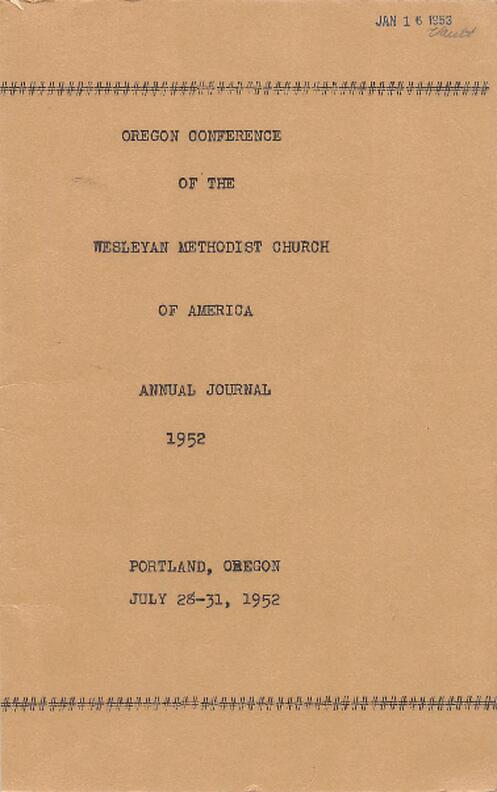 JAN 16 1953
##########################################
OREGON CONFERENCE
OF THE
WESLEYAN METHODIST CHURCH
OF AMERICA
ANNUAL JOURNAL
1952
PORTLAND, OREGON
JULY 28-31, 1952
##########################################